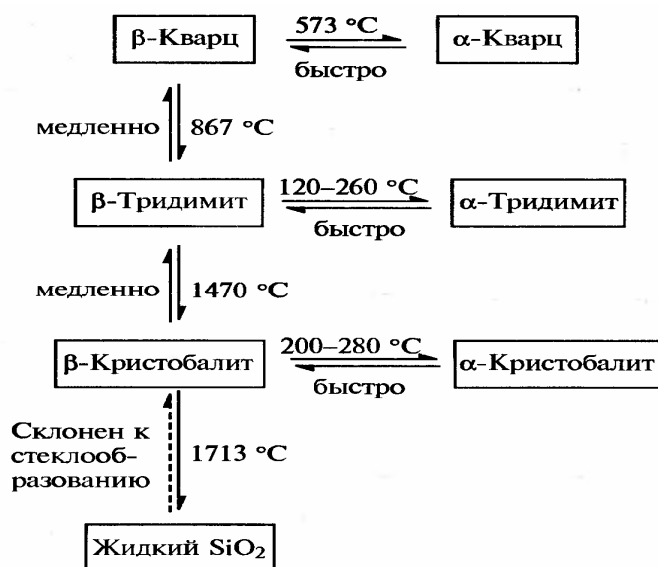 β-Кварц 573 °C α-Кварц
быстро
медленно 867 °C
β-Тридимит 120–260 °C α-Тридимит
быстро
медленно 1470 °C
β-Кристобалит 200–280 °C α-Кристобалит
быстро
Склонен к
стеклооб-
разованию
1713 °C
Жидкий SiO₂